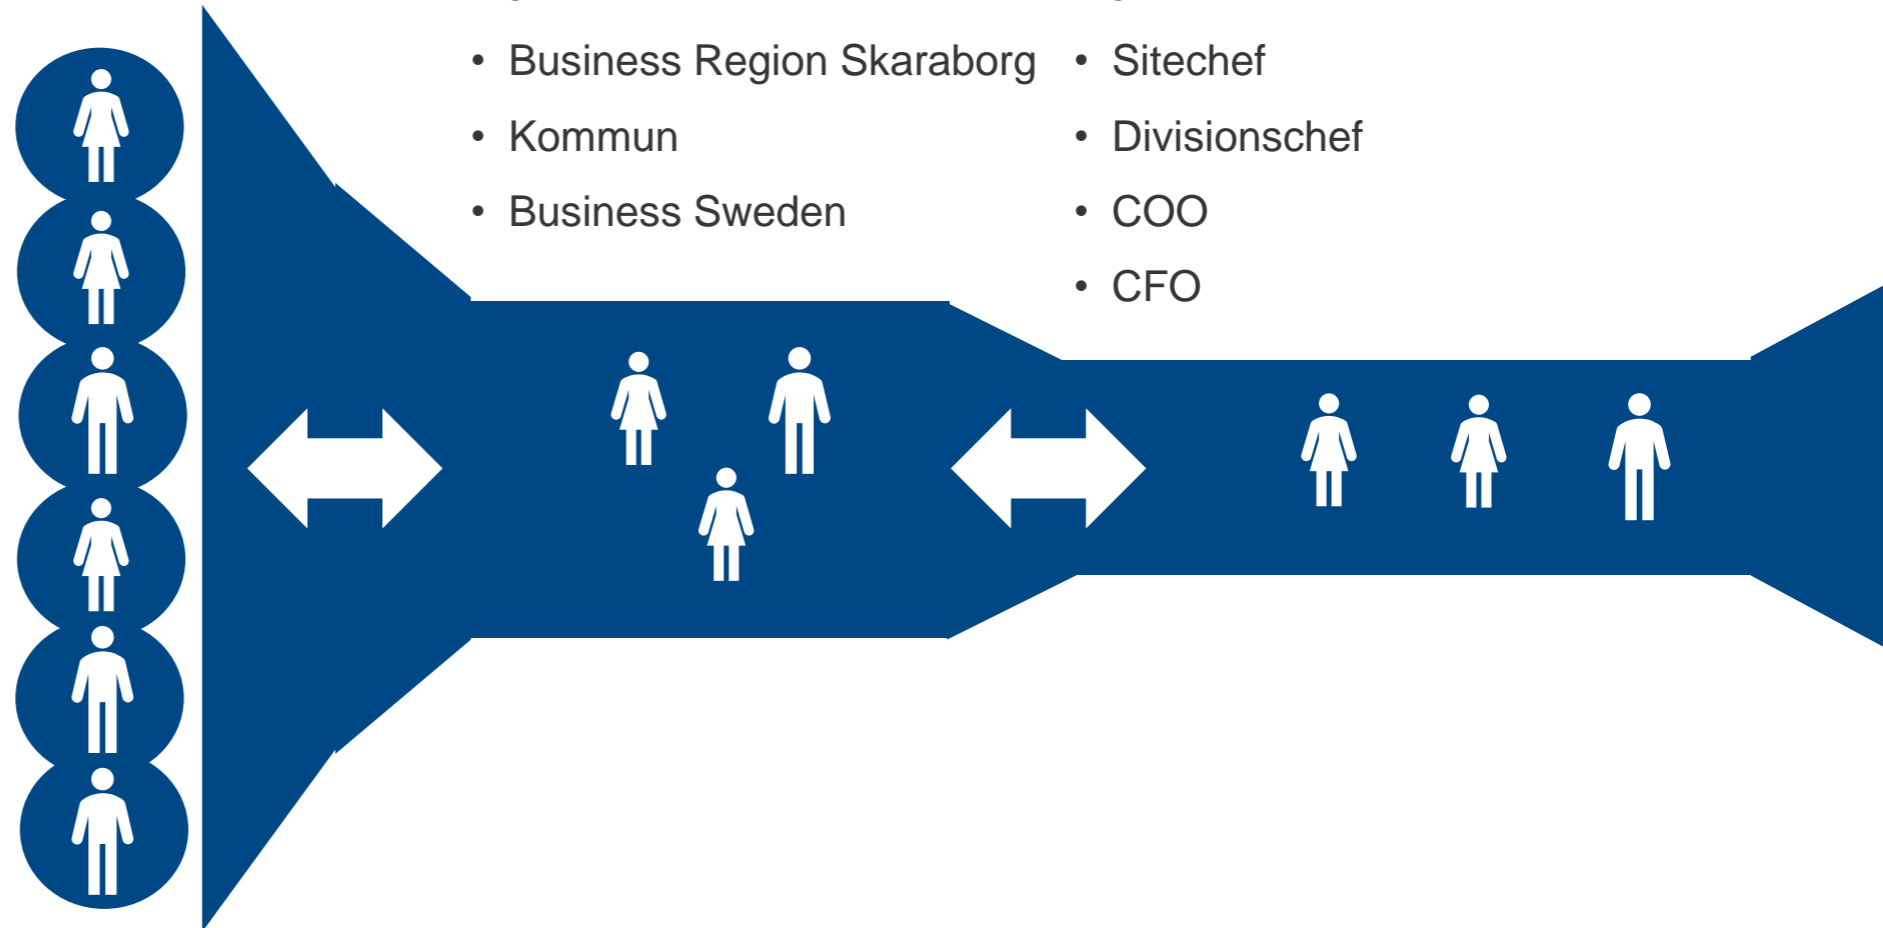 • Business Region Skaraborg
• Kommun
• Business Sweden
• Sitechef
• Divisionschef
• COO
• CFO